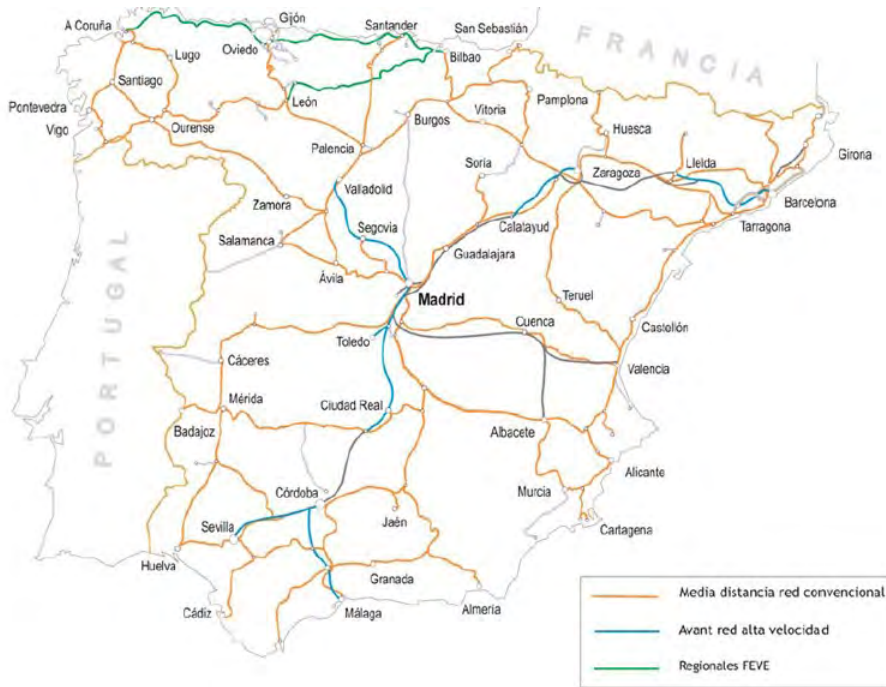 Gijón
A Coruña
Santander
San Sebastián
FRANCIA
Oviedo
Lugo
Bilbao
Santiago
León
Pamplona
Pontevedra
Vitoria
Burgos
Vigo
Ourense
Huesca
Palencia
Soria
Zaragoza
Lleida
Girona
Valladolid
Zamora
Barcelona
Segovia
Calatayud
Tarragona
Salamanca
Guadalajara
Ávila
Madrid
Teruel
PORTUGAL
Cuenca
Castellón
Toledo
Cáceres
Valencia
Mérida
Ciudad Real
Badajoz
Albacete
Alicante
Córdoba
Murcia
Sevilla
Jaén
Cartagena
Huelva
Granada
Cádiz
Málaga
Almería
Media distancia red convencional
Avant red alta velocidad
Regionales FEVE